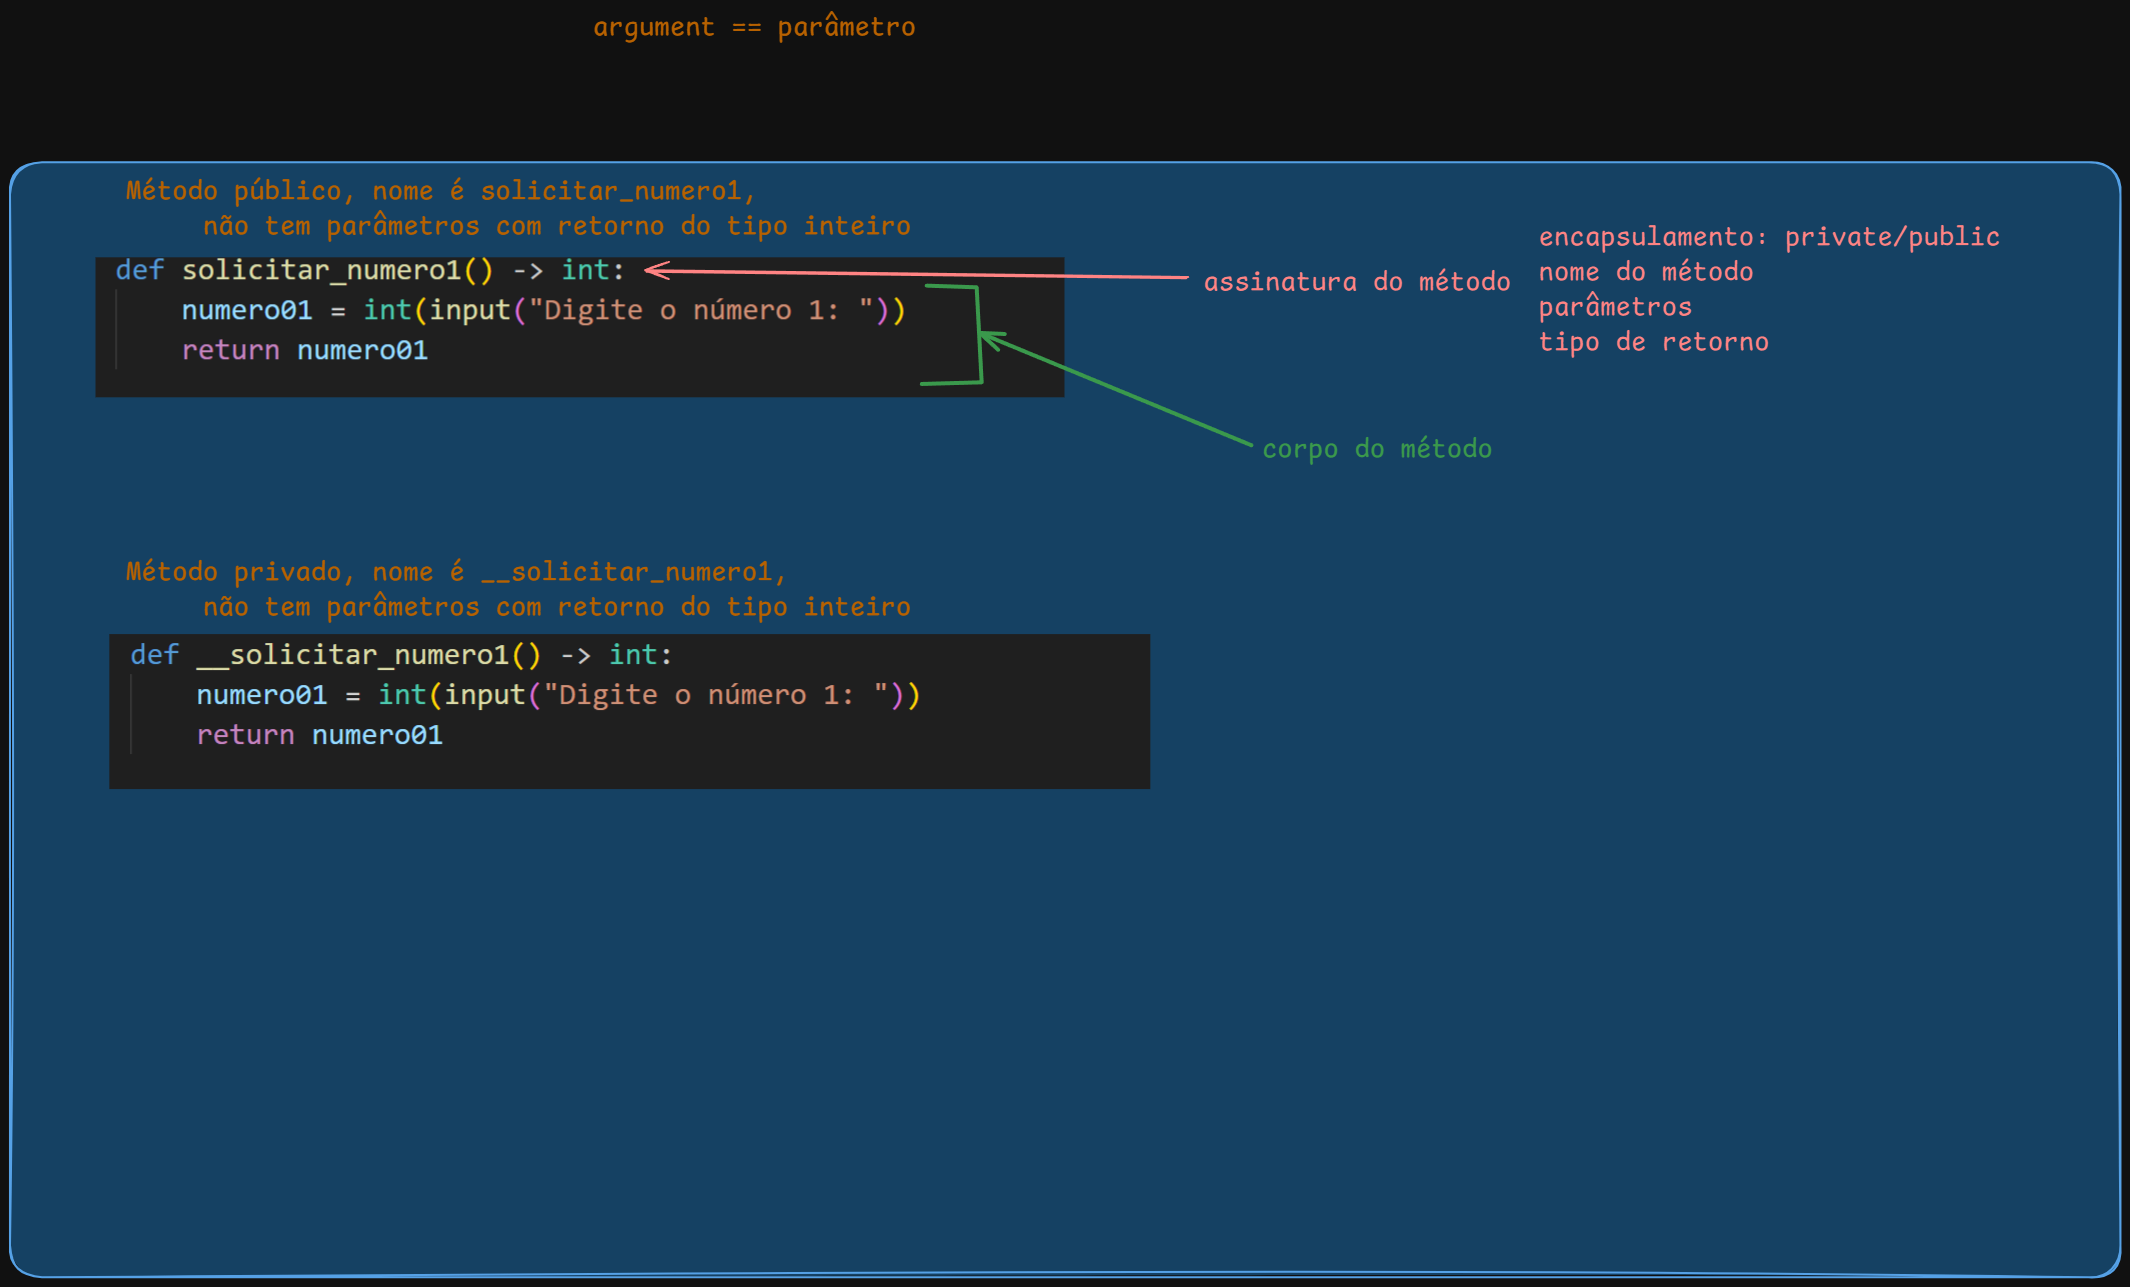 argument == parâmetro
Método público, nome é solicitar_numero1,
não tem parâmetros com retorno do tipo inteiro
def solicitar_numero1() -> int:
numero01 = int(input("Digite o número 1: "))
return numero01
assinatura do método
encapsulamento: private/public
nome do método
parâmetros
tipo de retorno
corpo do método
Método privado, nome é __solicitar_numero1,
não tem parâmetros com retorno do tipo inteiro
def __solicitar_numero1() -> int:
numero01 = int(input("Digite o número 1: "))
return numero01